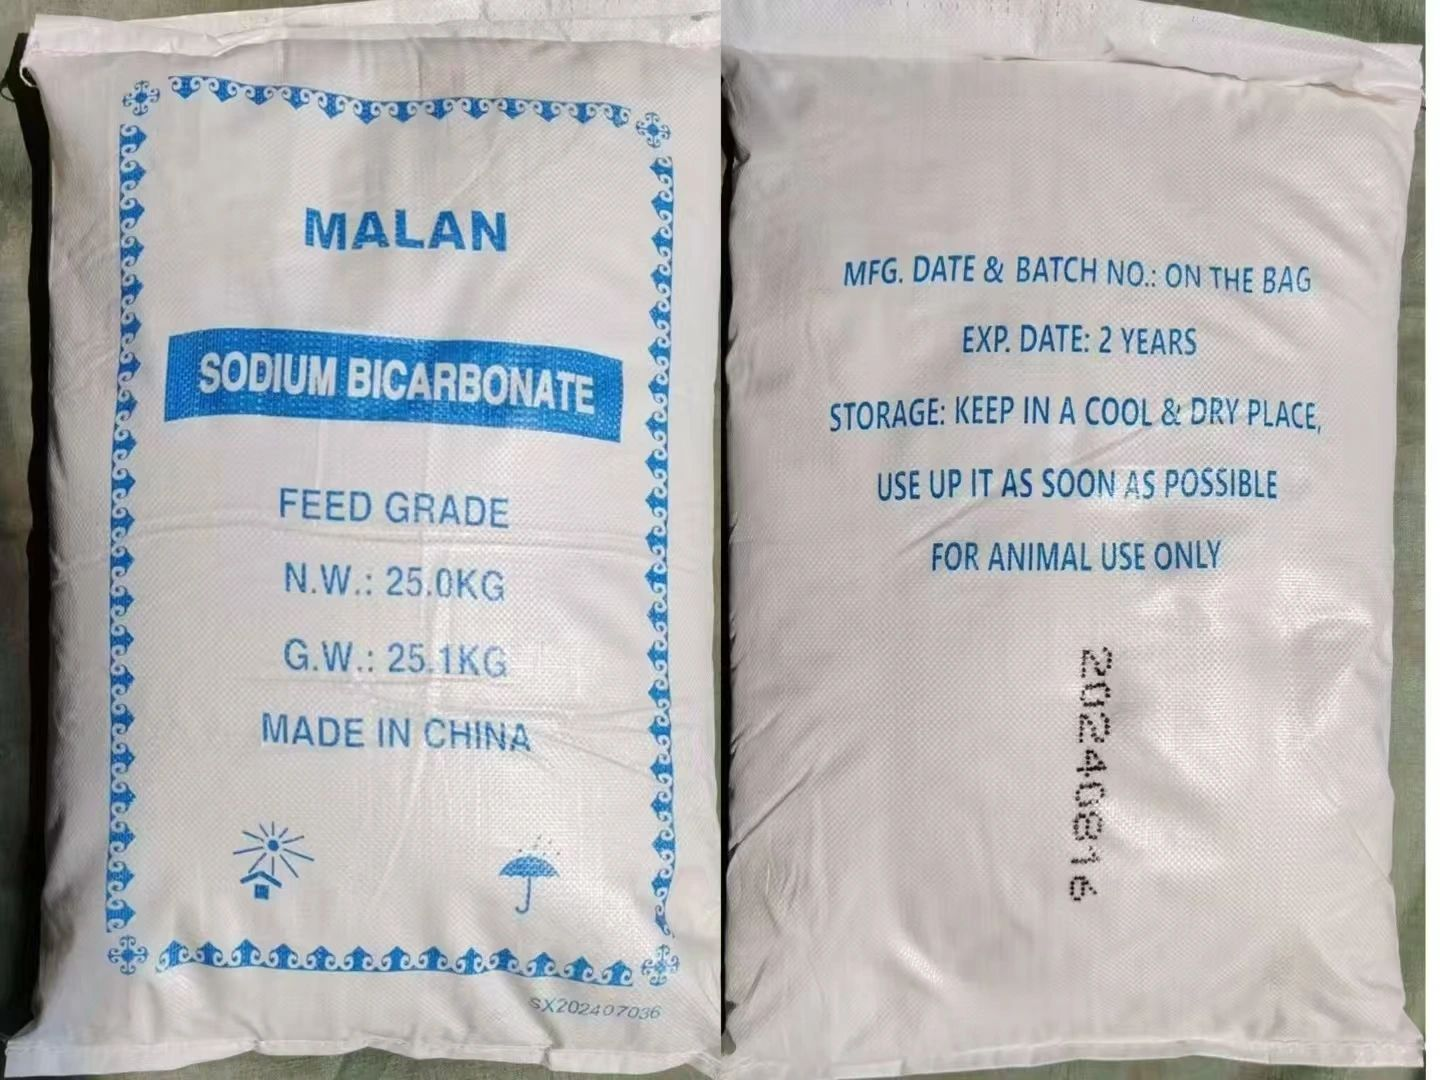 MALAN
SODIUM BICARBONATE
FEED GRADE
N.W.: 25.0KG
G.W.: 25.1KG
MADE IN CHINA
SX202407036
MFG. DATE & BATCH NO.: ON THE BAG
EXP. DATE: 2 YEARS
STORAGE: KEEP IN A COOL & DRY PLACE,
USE UP IT AS SOON AS POSSIBLE
FOR ANIMAL USE ONLY
20240816